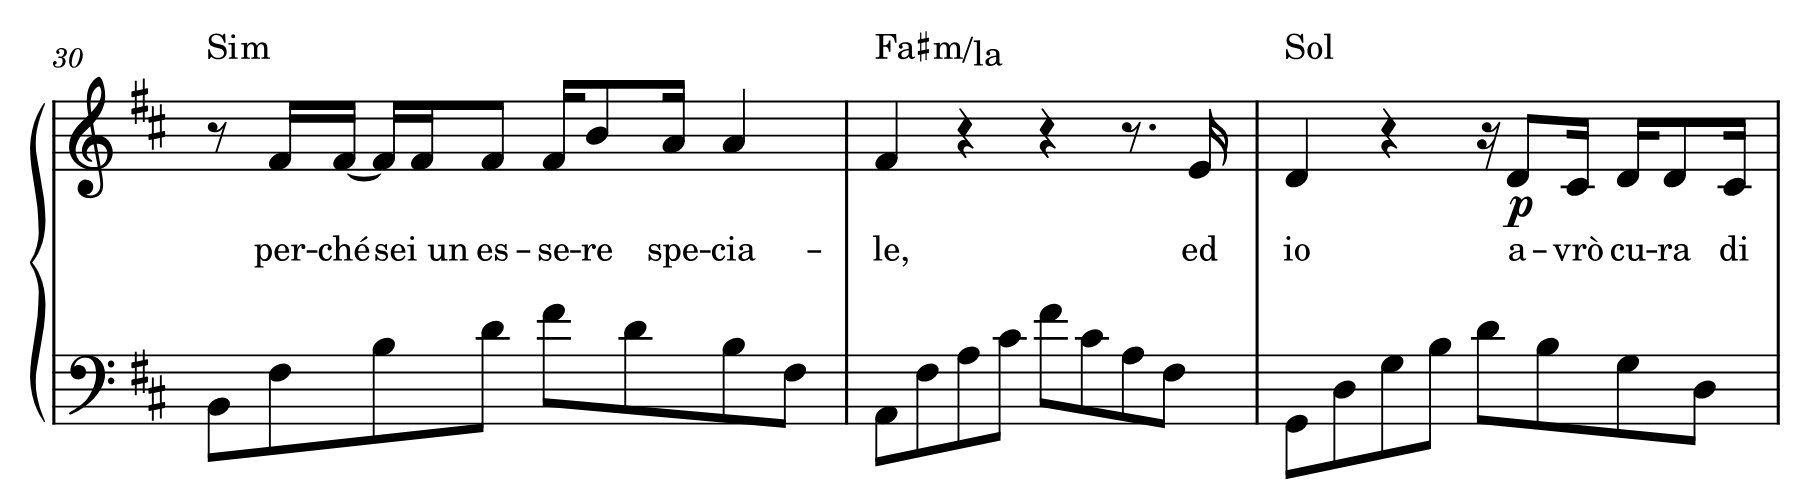 30 Sim Fa♯m/la Sol
p
per-ché sei un es-se-re spe-cia-le, ed io a-vrò cu-ra di